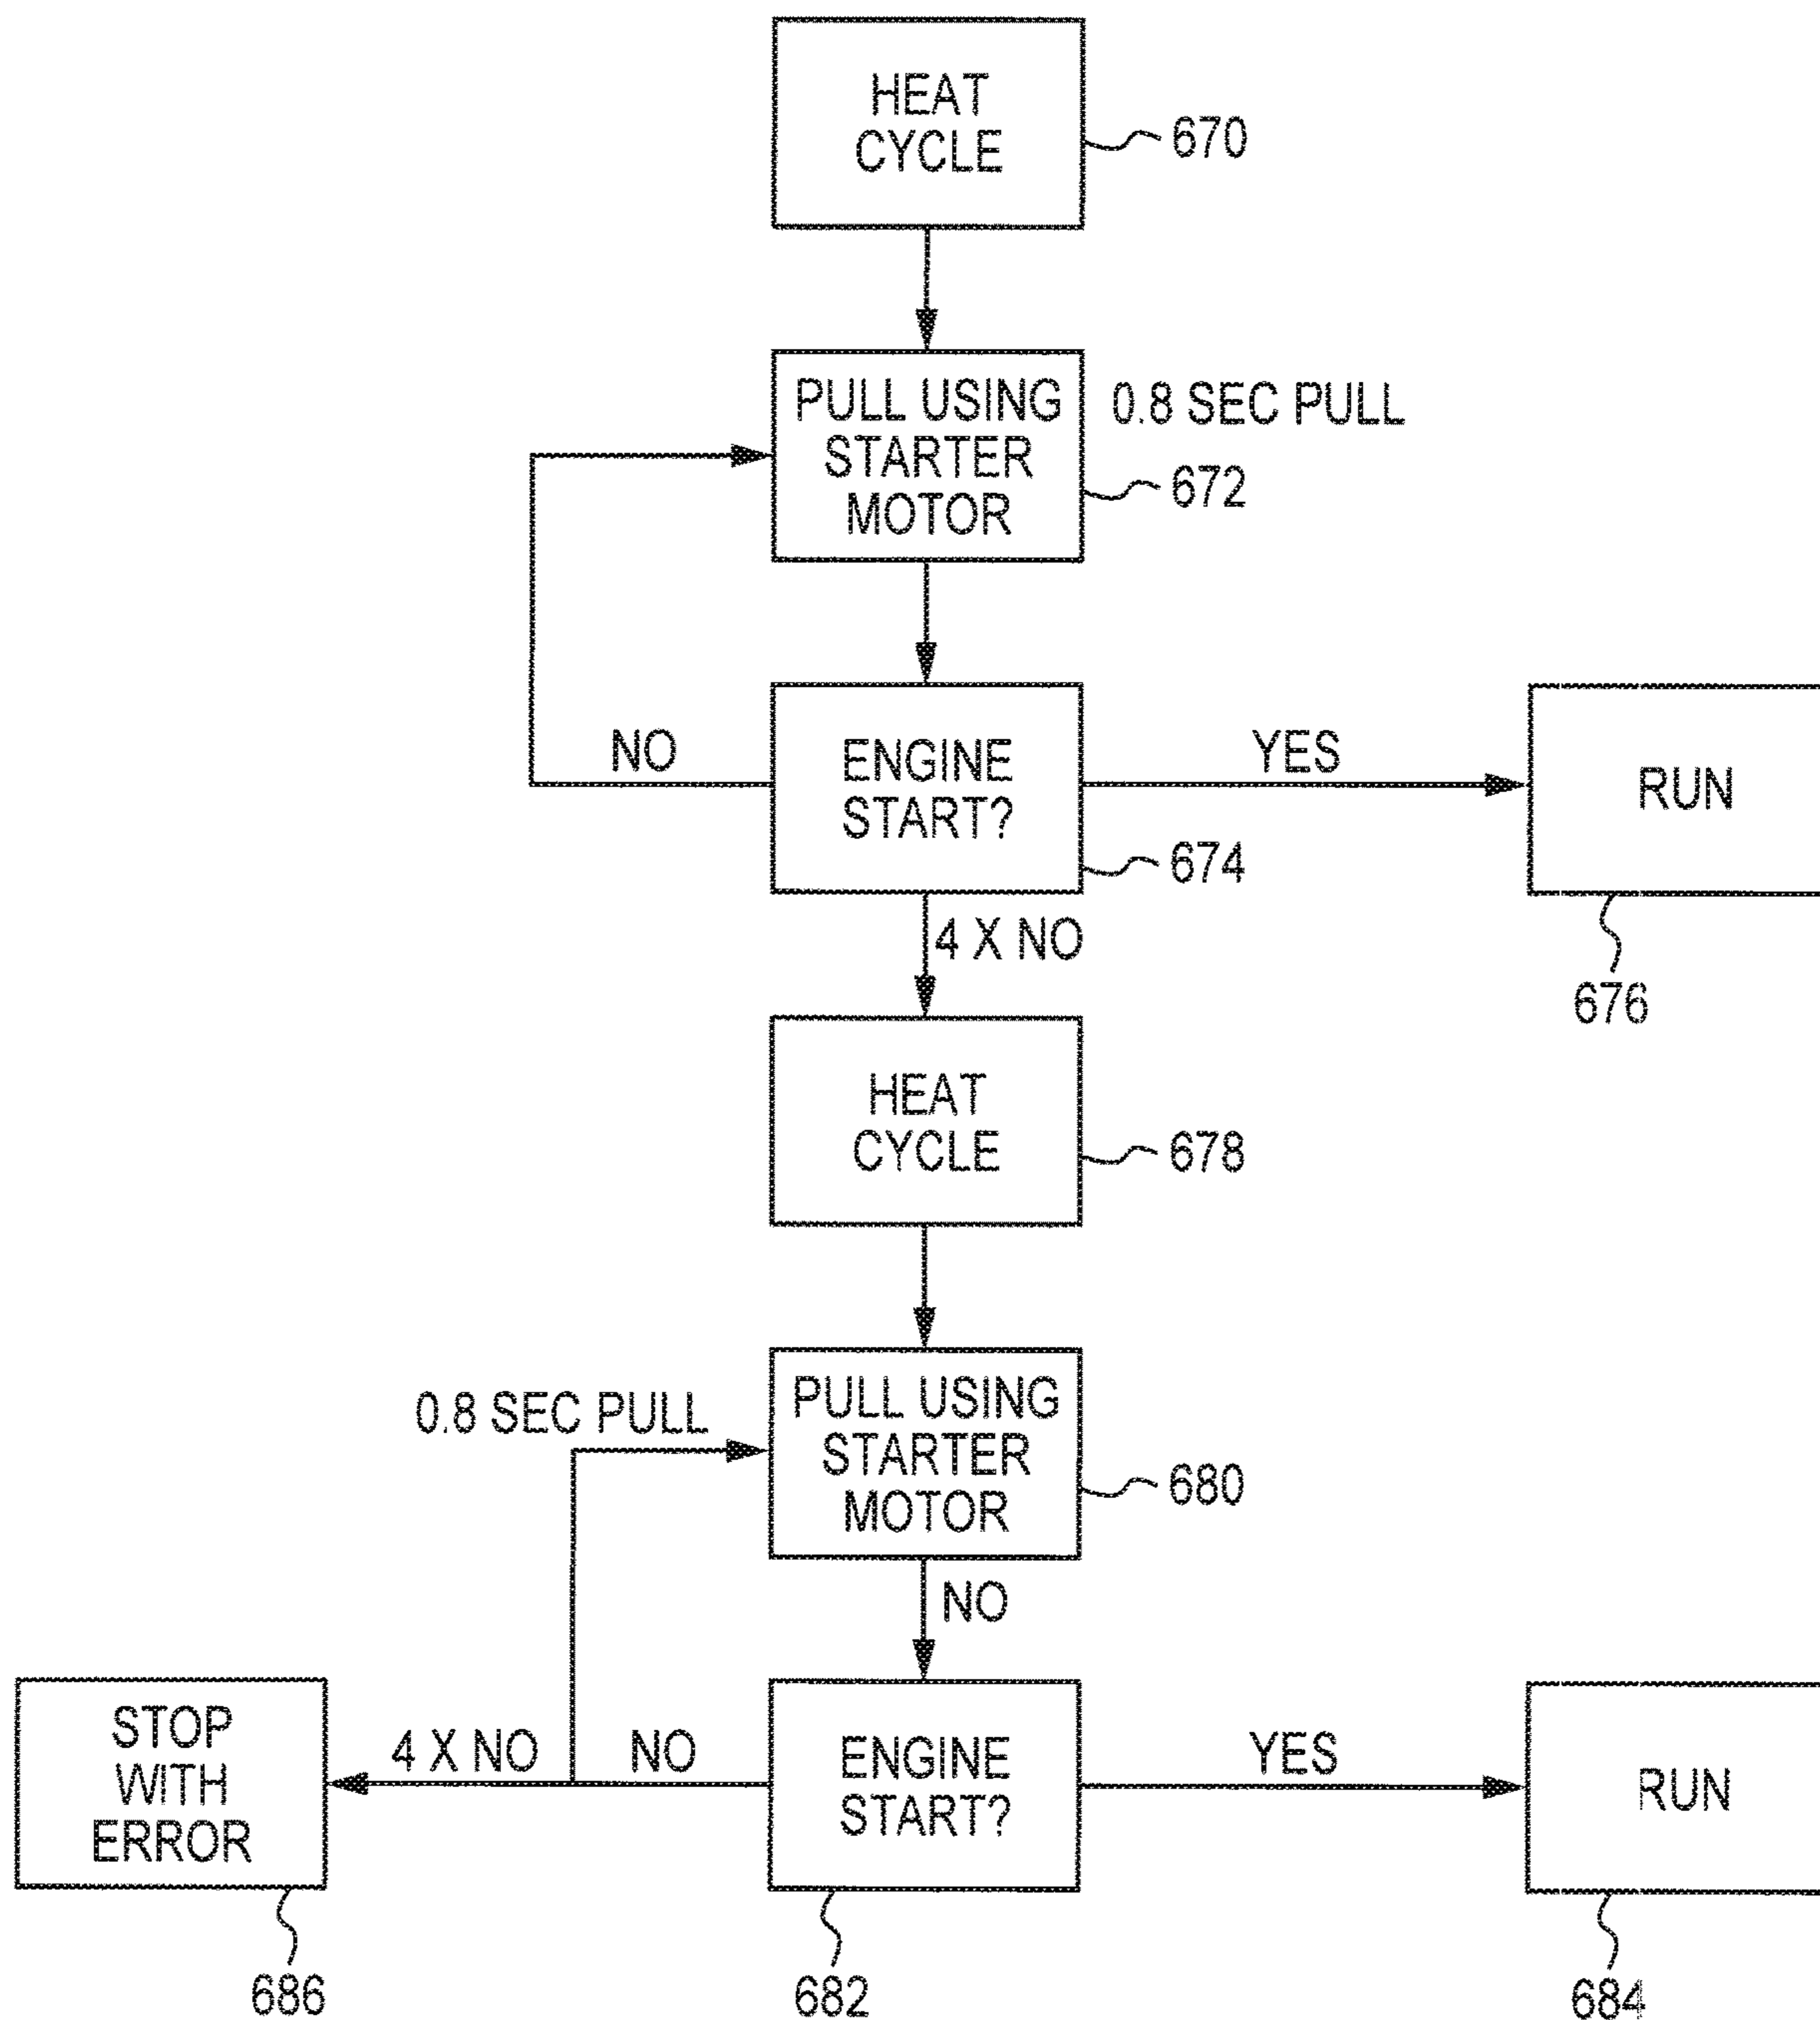 HEAT
CYCLE
670
PULL USING
STARTER
MOTOR
0.8 SEC PULL
672
NO
ENGINE
START?
YES
RUN
674
4 X NO
676
HEAT
CYCLE
678
0.8 SEC PULL
PULL USING
STARTER
MOTOR
680
NO
STOP
WITH
ERROR
4 X NO
NO
ENGINE
START?
YES
RUN
686
682
684